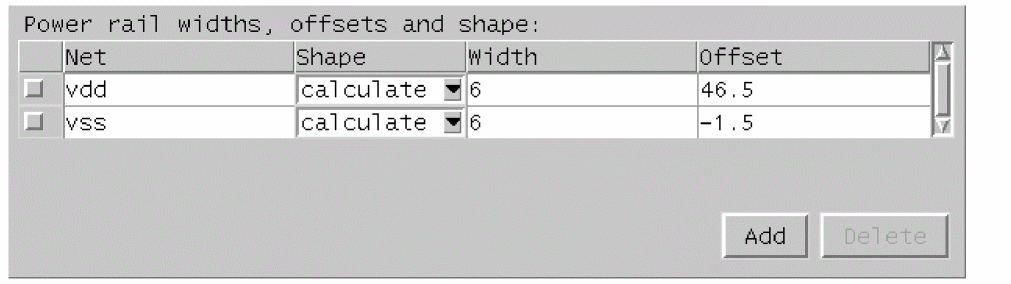 Power rail widths, offsets and shape:
Net Shape Width Offset
vdd calculate 6 46.5
vss calculate 6 -1.5
Add Delete